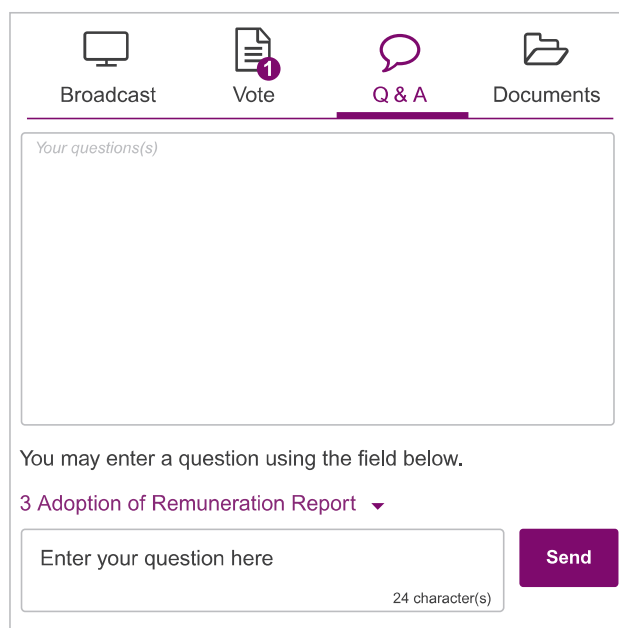 1
Broadcast Vote Q & A Documents
Your questions(s)
You may enter a question using the field below.
3 Adoption of Remuneration Report
Enter your question here
Send
24 character(s)